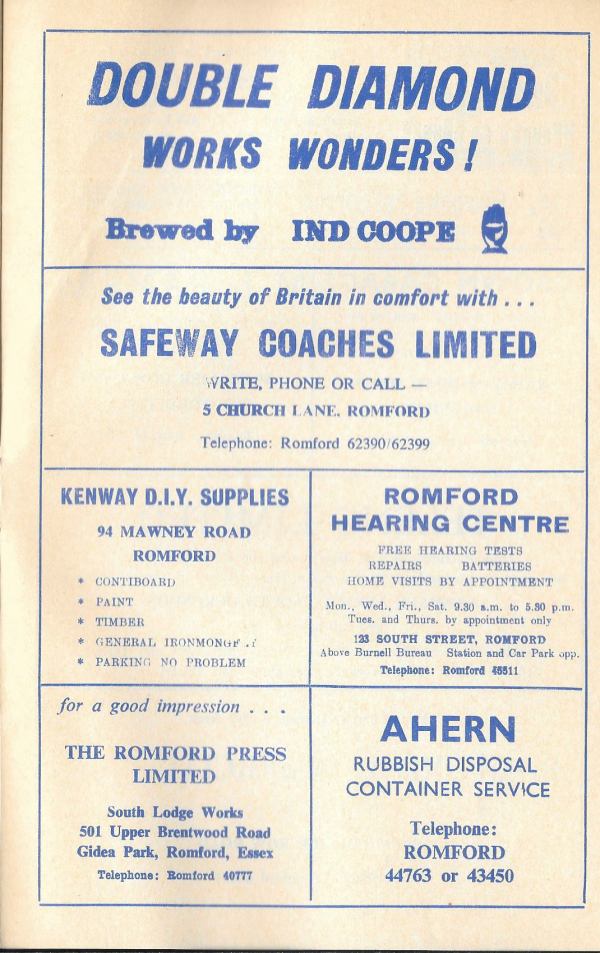 DOUBLE DIAMOND
WORKS WONDERS!
Brewed by IND COOPE
See the beauty of Britain in comfort with . . .
SAFEWAY COACHES LIMITED
WRITE, PHONE OR CALL —
5 CHURCH LANE, ROMFORD
Telephone: Romford 62390/62399
KENWAY D.I.Y. SUPPLIES
94 MAWNEY ROAD
ROMFORD
* CONTIBOARD
* PAINT
* TIMBER
* GENERAL
* PARKING NO PROBLEM
ROMFORD
HEARING CENTRE
FREE HEARING TESTS
REPAIRS BATTERIES
HOME VISITS BY APPOINTMENT
Mon., Wed., Fri., Sat. 9.30 a.m. to 5.30 p.m.
Tues. and Thurs. by appointment only
123 SOUTH STREET, ROMFORD
Above Burnell Bureau Station and Car Park opp.
Telephone: Romford
for a good impression . . .
THE ROMFORD PRESS
LIMITED
South Lodge Works
501 Upper Brentwood Road
Gidea Park, Romford, Essex
Telephone: Romford 40777
AHERN
RUBBISH DISPOSAL
CONTAINER SERVICE
Telephone:
ROMFORD
44763 or 43450